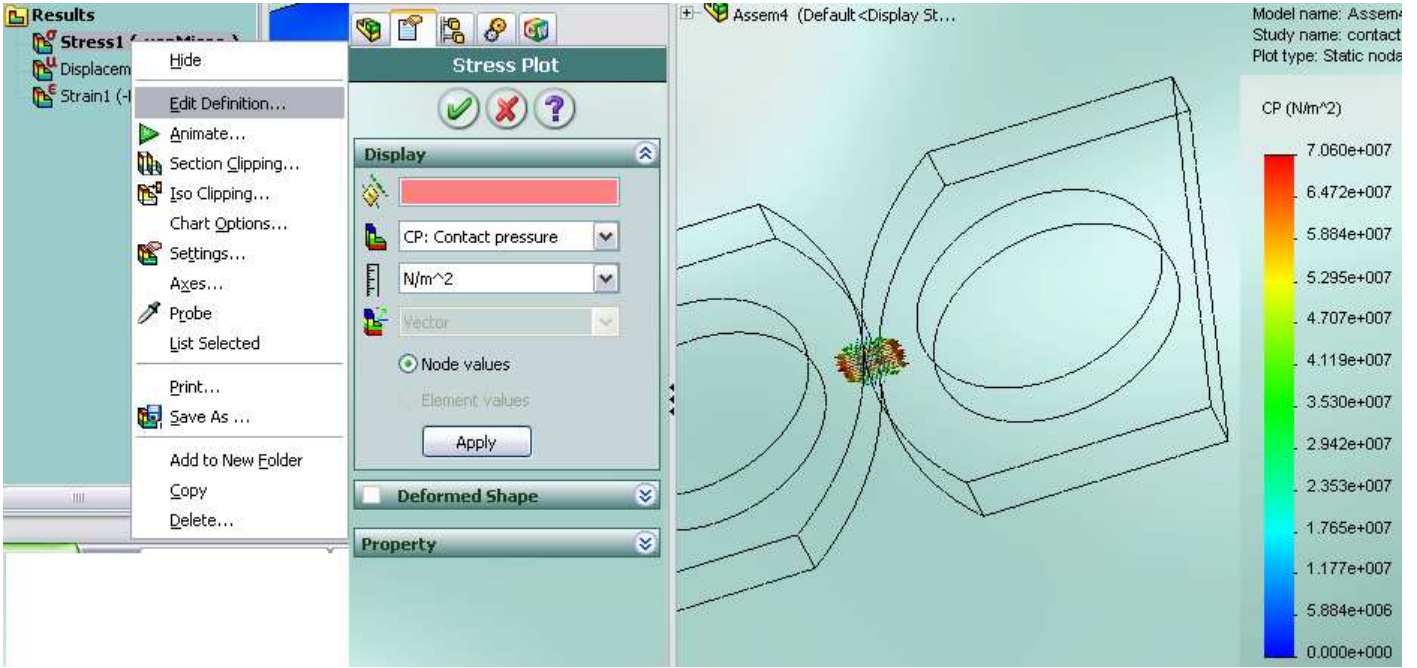 Results
Stress1 (-vonMises-)
Displacem
Strain1 (-
Hide
Edit Definition...
Animate...
Section Clipping...
Iso Clipping...
Chart Options...
Settings...
Axes...
Probe
List Selected
Print...
Save As ...
Add to New Folder
Copy
Delete...
Stress Plot
Display
CP: Contact pressure
N/m^2
Vector
Node values
Element values
Apply
Deformed Shape
Property
Assem4 (Default<Display St...
Model name: Assem4
Study name: contact
Plot type: Static noda
CP (N/m^2)
7.060e+007
6.472e+007
5.884e+007
5.295e+007
4.707e+007
4.119e+007
3.530e+007
2.942e+007
2.353e+007
1.765e+007
1.177e+007
5.884e+006
0.000e+000